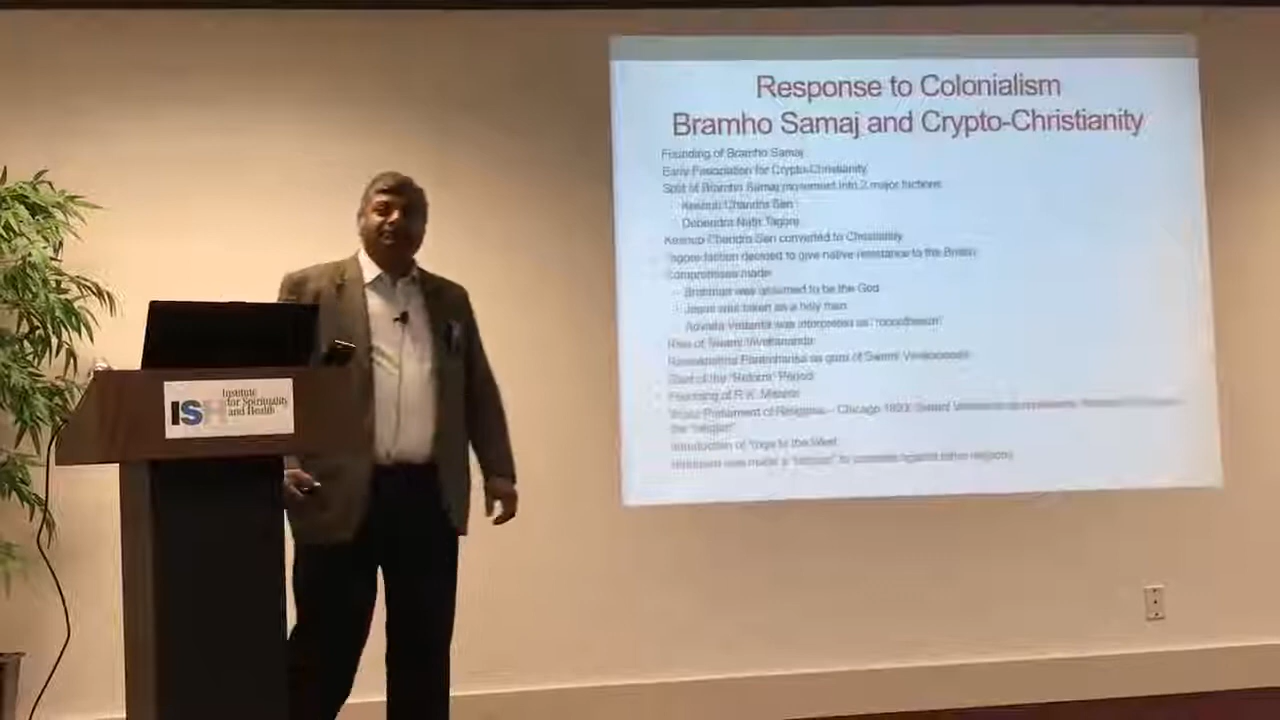 Response to Colonialism
Bramho Samaj and Crypto-Christianity
Founding of Bramho Samaj
Early Fascination for Crypto-Christianity
Split of Bramho Samaj movement into 2 major factions
Keshub Chandra Sen
Debendra Nath Tagore
Keshub Chandra Sen converted to Christianity
Tagore faction decided to give native resistance to the British
Compromises made
Brahman was assumed to be the God
Jesus was taken as a holy man
Advaita Vedanta was interpreted as "monotheism"
Rise of Swami Vivekananda
Ramakrishna Paramhansa as guru of Swami Vivekananda
Start of the "Reform" Period
Founding of R.K. Mission
World Parliament of Religions – Chicago 1893, Swami
the "religion"
Introduction of Yoga to the West
Hinduism was made a "religion" to compete against other religions
ISH
Institute
for Spirituality
and Health